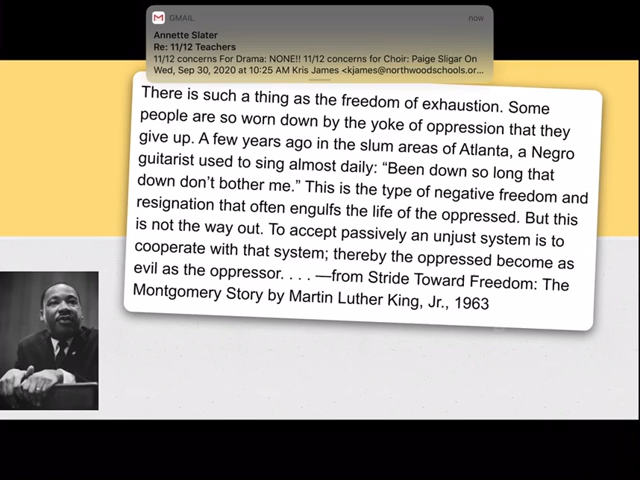 GMAIL
now
Annette Slater
Re: 11/12 Teachers
11/12 concerns For Drama: NONE!! 11/12 concerns for Choir: Paige Sligar On
Wed, Sep 30, 2020 at 10:25 AM Kris James <kjames@northwoodschools.or...
There is such a thing as the freedom of exhaustion. Some
people are so worn down by the yoke of oppression that they
give up. A few years ago in the slum areas of Atlanta, a Negro
guitarist used to sing almost daily: “Been down so long that
down don’t bother me.” This is the type of negative freedom and
resignation that often engulfs the life of the oppressed. But this
is not the way out. To accept passively an unjust system is to
cooperate with that system; thereby the oppressed become as
evil as the oppressor. . . . —from Stride Toward Freedom: The
Montgomery Story by Martin Luther King, Jr., 1963